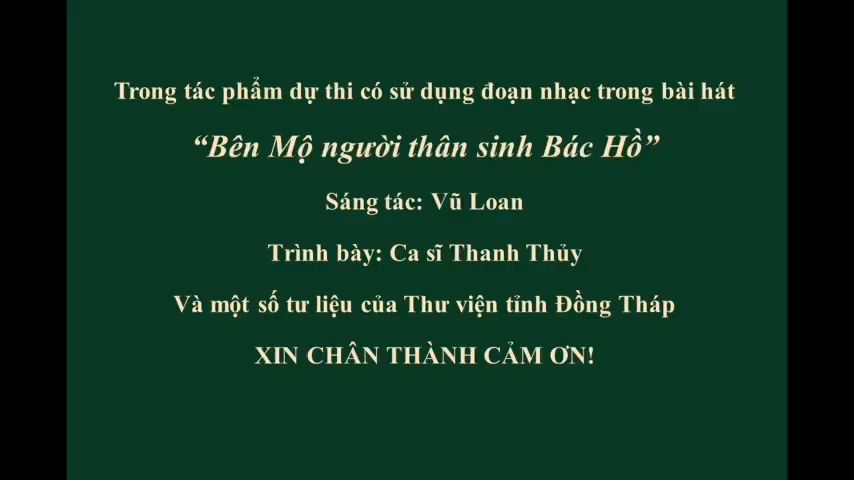 Trong tác phẩm dự thi có sử dụng đoạn nhạc trong bài hát
“Bên Mộ người thân sinh Bác Hồ”
Sáng tác: Vũ Loan
Trình bày: Ca sĩ Thanh Thủy
Và một số tư liệu của Thư viện tỉnh Đồng Tháp
XIN CHÂN THÀNH CẢM ƠN!